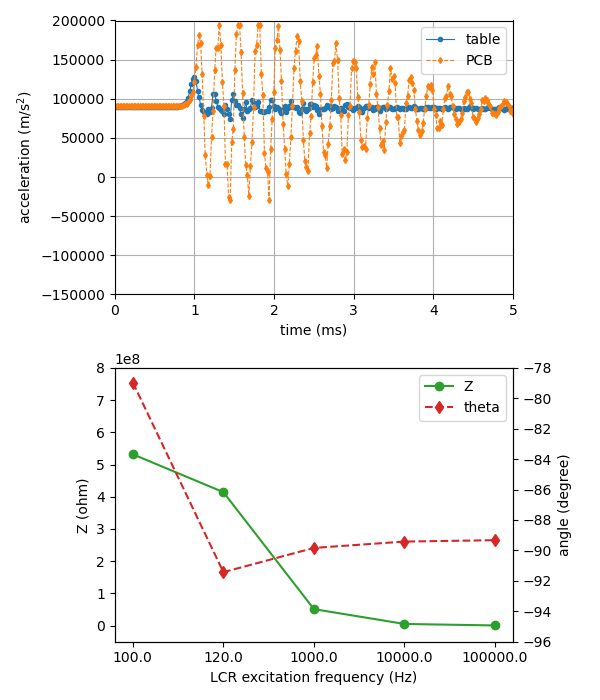 200000
150000
100000
50000
0
−50000
−100000
−150000
acceleration (m/s²)
table
PCB
0 1 2 3 4 5
time (ms)
1e8
8
7
6
5
4
3
2
1
0
Z (ohm)
Z
theta
−78
−80
−82
−84
−86
−88
−90
−92
−94
−96
angle (degree)
100.0 120.0 1000.0 10000.0 100000.0
LCR excitation frequency (Hz)